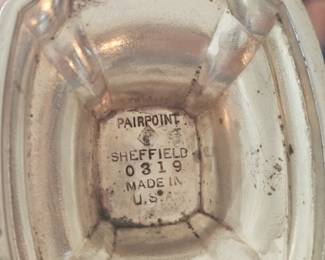 PAIRPOINT
SHEFFIELD
0319
MADE IN
U.S.A